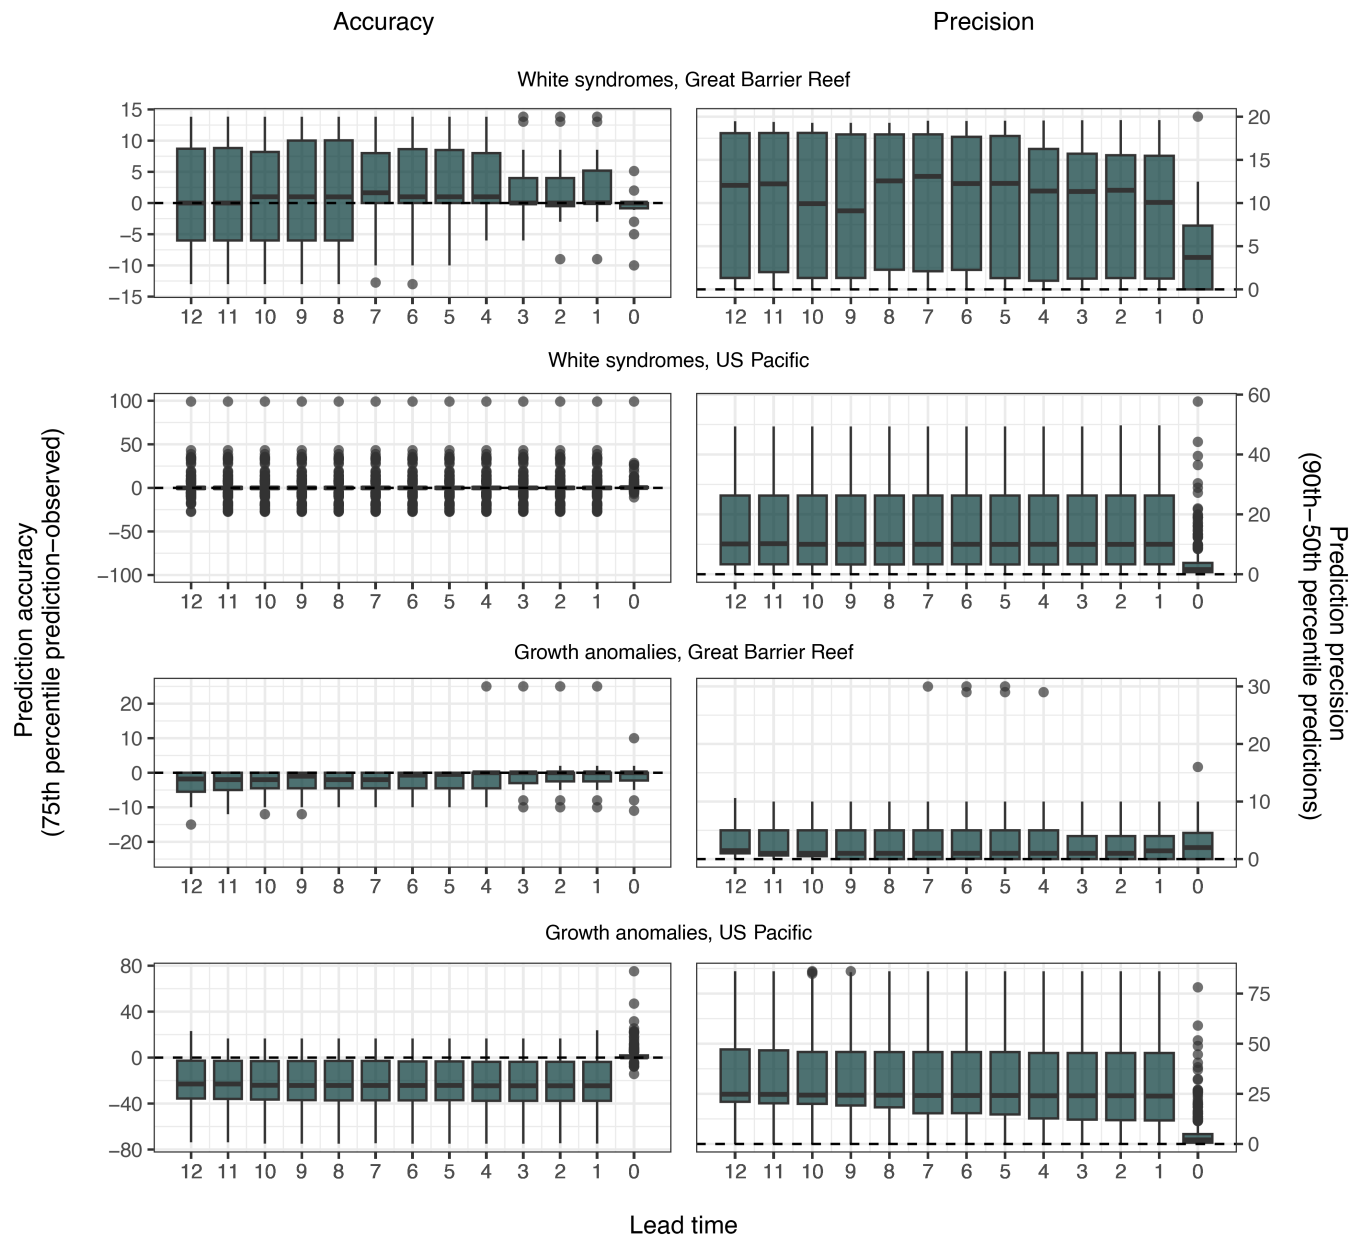 Accuracy
Precision
White syndromes, Great Barrier Reef
15
10
5
0
−5
−10
−15
12 11 10 9 8 7 6 5 4 3 2 1 0
20
15
10
5
0
12 11 10 9 8 7 6 5 4 3 2 1 0
White syndromes, US Pacific
100
50
0
−50
−100
12 11 10 9 8 7 6 5 4 3 2 1 0
60
40
20
0
12 11 10 9 8 7 6 5 4 3 2 1 0
Growth anomalies, Great Barrier Reef
20
10
0
−10
−20
12 11 10 9 8 7 6 5 4 3 2 1 0
30
20
10
0
12 11 10 9 8 7 6 5 4 3 2 1 0
Growth anomalies, US Pacific
80
40
0
−40
−80
12 11 10 9 8 7 6 5 4 3 2 1 0
75
50
25
0
12 11 10 9 8 7 6 5 4 3 2 1 0
Prediction accuracy
(75th percentile prediction−observed)
Prediction precision
(90th−50th percentile predictions)
Lead time